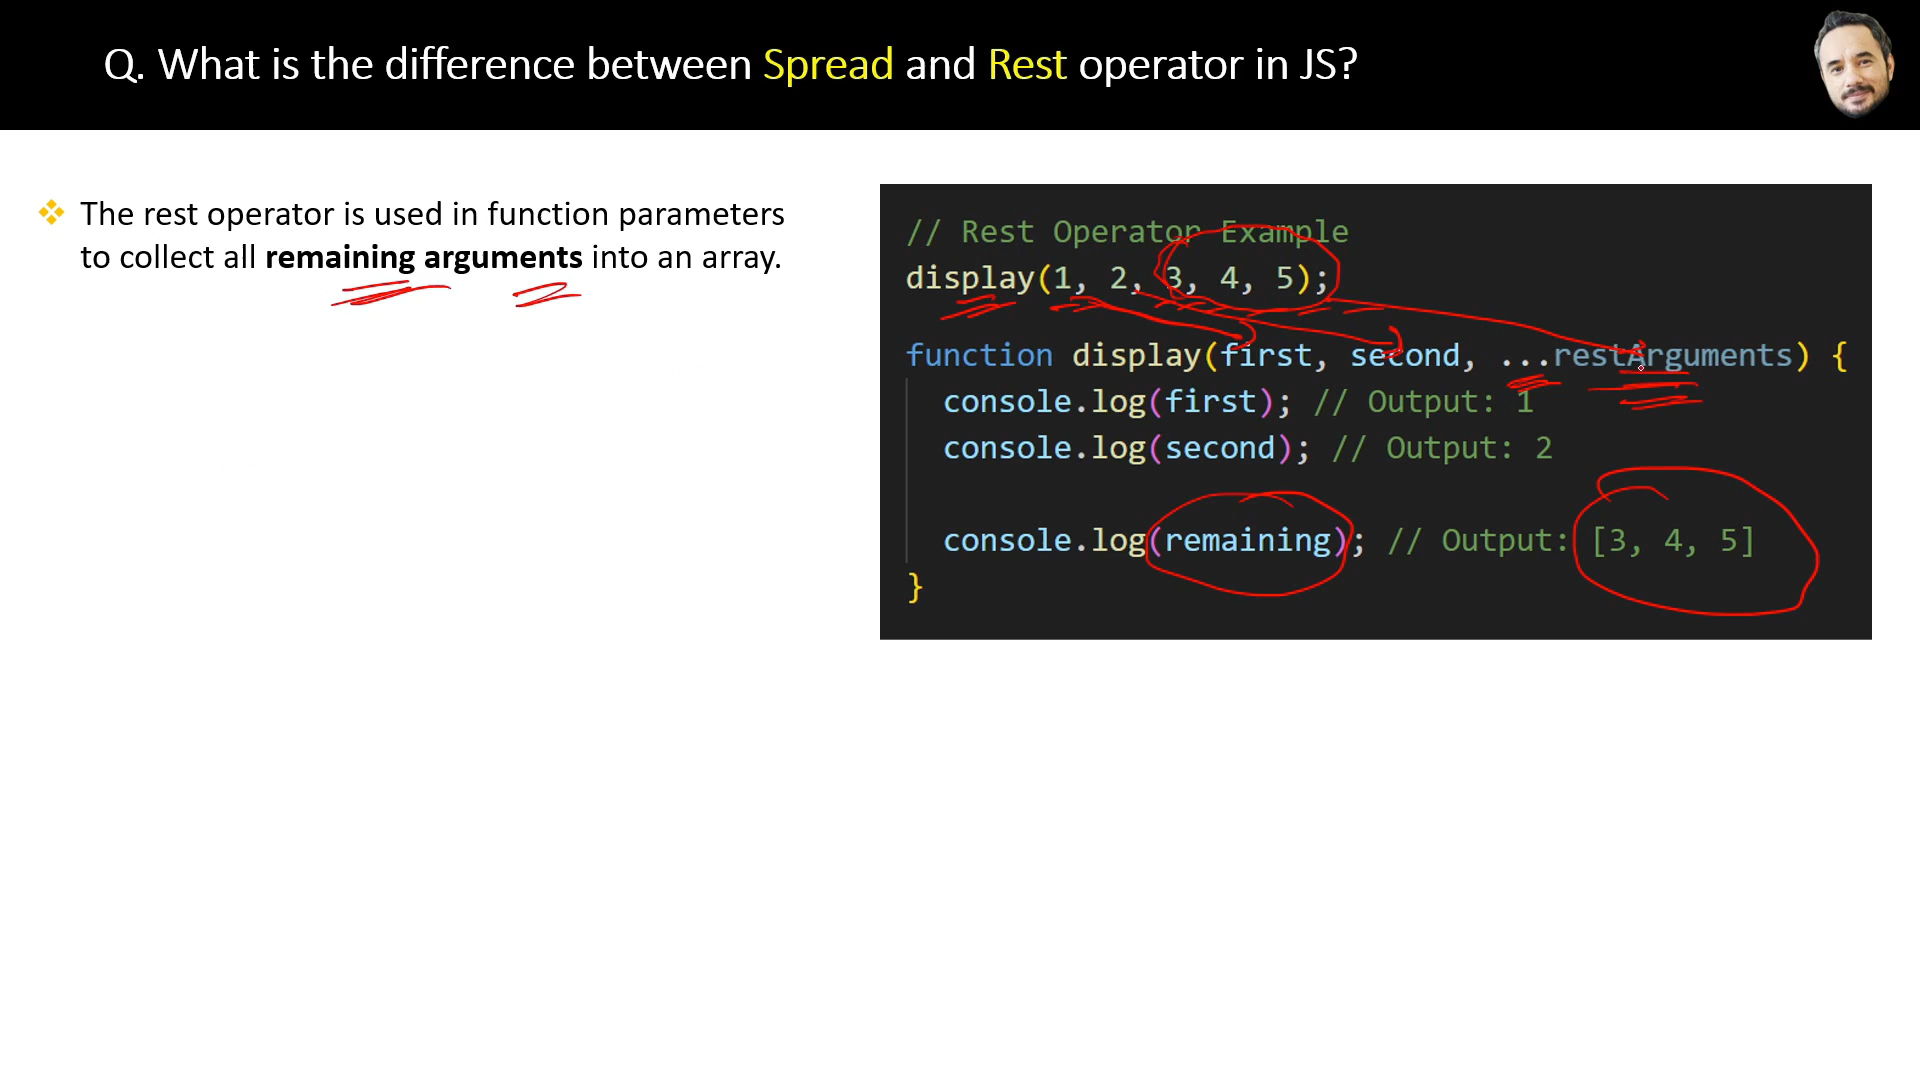 Q. What is the difference between Spread and Rest operator in JS?
The rest operator is used in function parameters
to collect all remaining arguments into an array.
// Rest Operator Example
display(1, 2, 3, 4, 5);
function display(first, second, ...restArguments) {
console.log(first); // Output: 1
console.log(second); // Output: 2
console.log(remaining); // Output: [3, 4, 5]
}